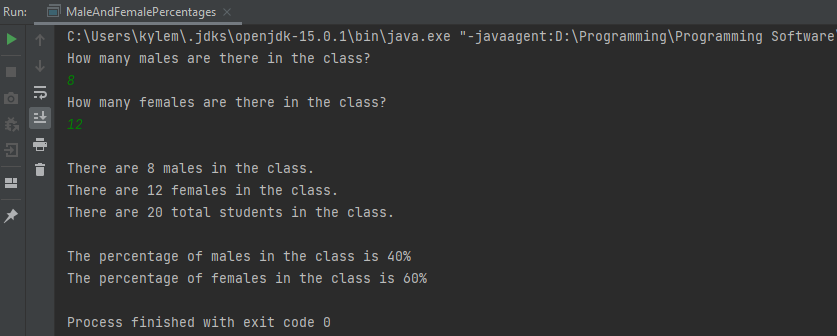 Run: MaleAndFemalePercentages ×
C:\Users\kylem\.jdks\openjdk-15.0.1\bin\java.exe "-javaagent:D:\Programming\Programming Software\
How many males are there in the class?
8
How many females are there in the class?
12
There are 8 males in the class.
There are 12 females in the class.
There are 20 total students in the class.
The percentage of males in the class is 40%
The percentage of females in the class is 60%
Process finished with exit code 0